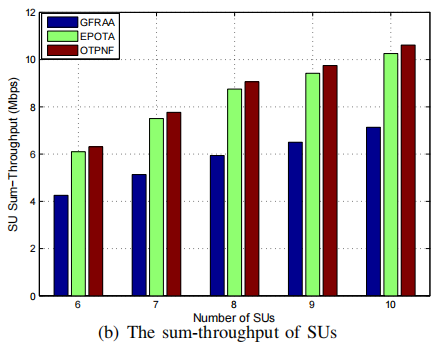 12
10
8
6
4
2
0
SU Sum−Throughput (Mbps)
GFRAA
EPOTA
OTPNF
6 7 8 9 10
Number of SUs
(b) The sum-throughput of SUs